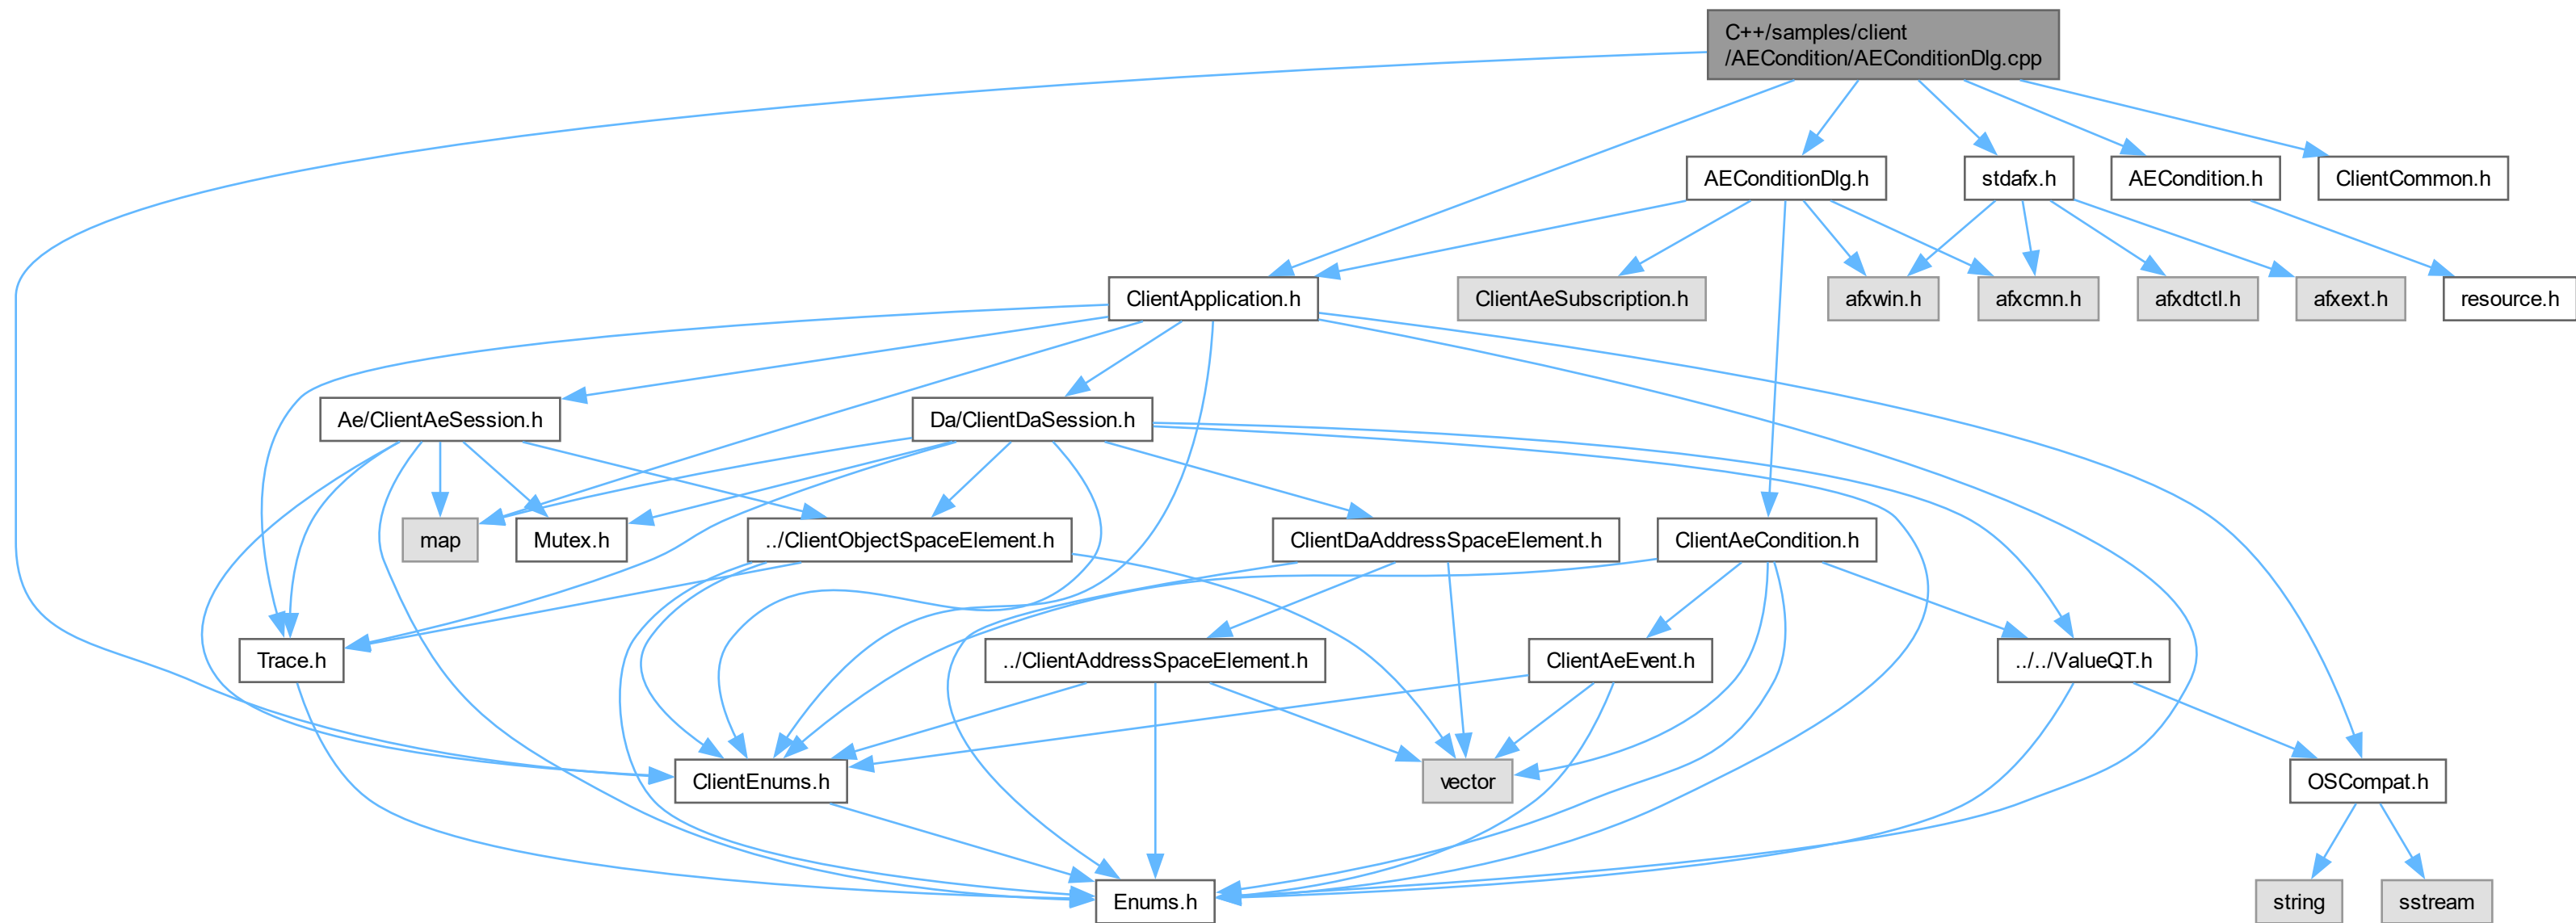 C++/samples/client
/AECondition/AEConditionDlg.cpp
AEConditionDlg.h
stdafx.h
AECondition.h
ClientCommon.h
ClientApplication.h
ClientAeSubscription.h
afxwin.h
afxcmn.h
afxdtctl.h
afxext.h
resource.h
Ae/ClientAeSession.h
Da/ClientDaSession.h
map
Mutex.h
../ClientObjectSpaceElement.h
ClientDaAddressSpaceElement.h
ClientAeCondition.h
Trace.h
../ClientAddressSpaceElement.h
ClientAeEvent.h
../../ValueQT.h
ClientEnums.h
vector
OSCompat.h
Enums.h
string
sstream